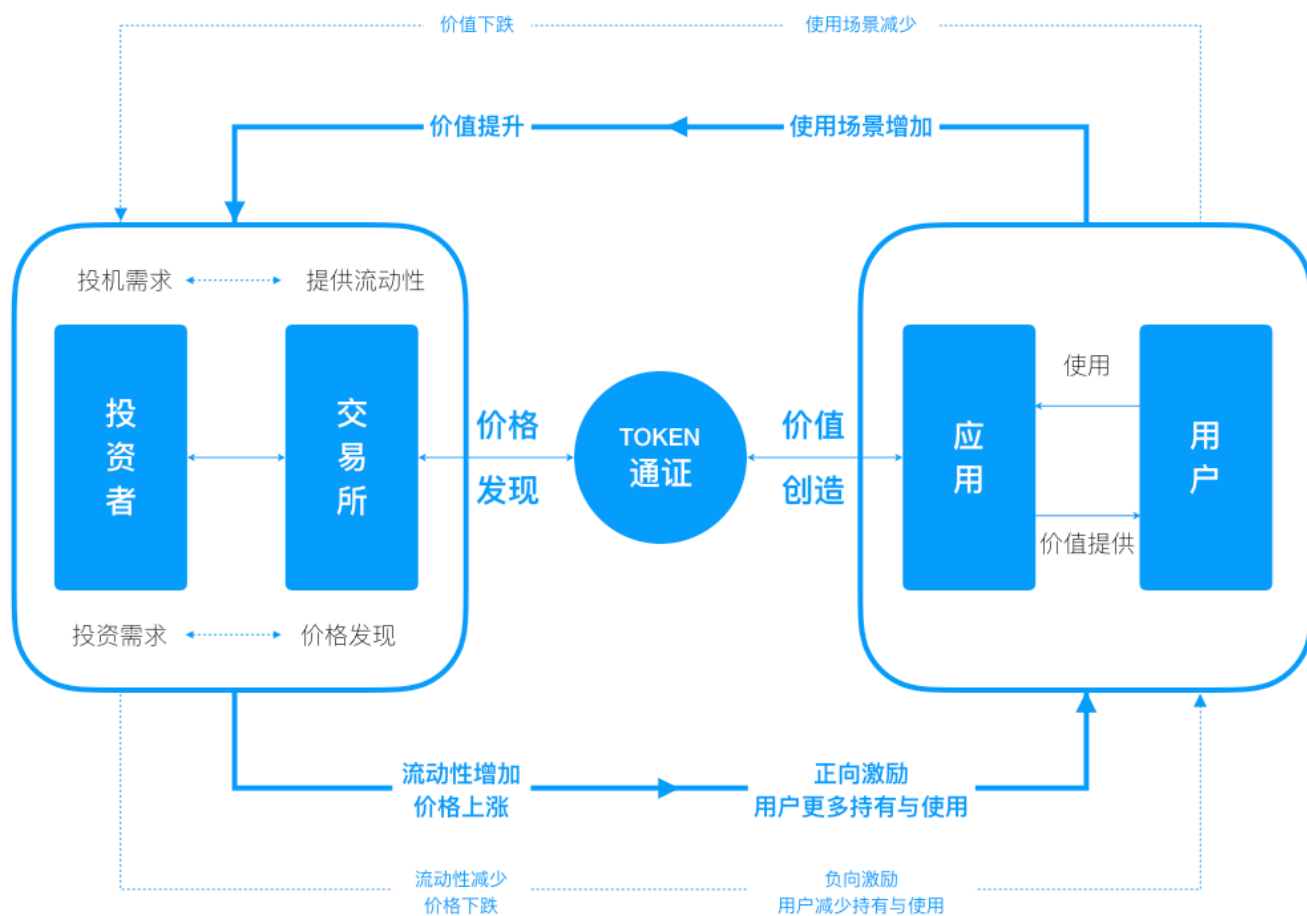 价值下跌
使用场景减少
价值提升
使用场景增加
投机需求
提供流动性
投资者
交易所
投资需求
价格发现
价格
发现
TOKEN
通证
价值
创造
应用
用户
使用
价值提供
流动性增加
价格上涨
正向激励
用户更多持有与使用
流动性减少
价格下跌
负向激励
用户减少持有与使用